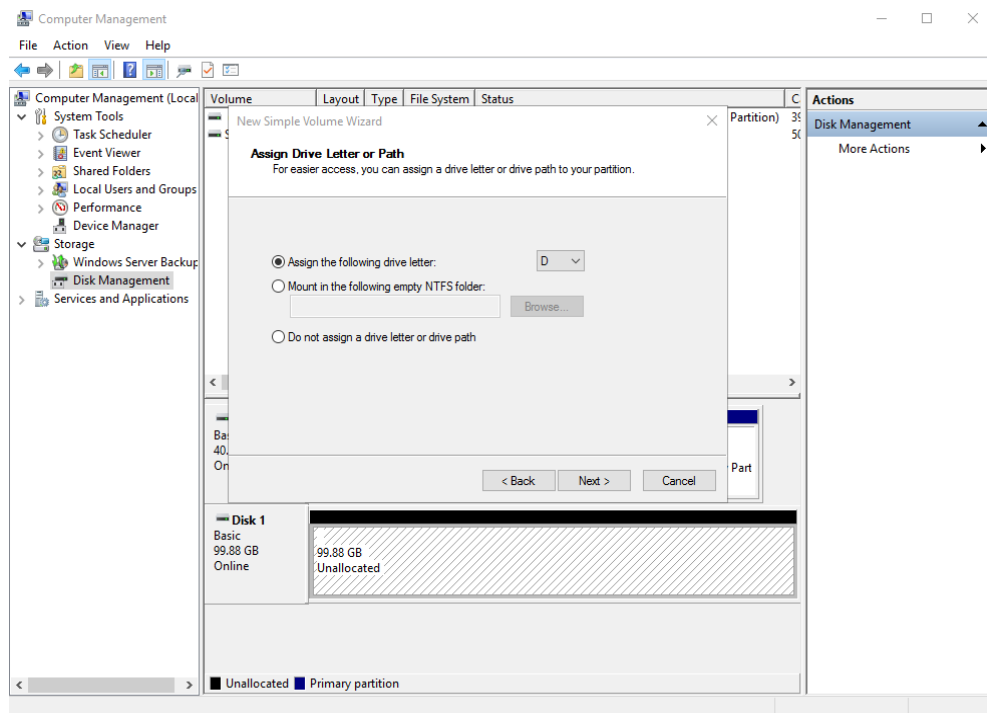 Computer Management
File Action View Help
Computer Management (Local
System Tools
Task Scheduler
Event Viewer
Shared Folders
Local Users and Groups
Performance
Device Manager
Storage
Windows Server Backup
Disk Management
Services and Applications
Volume Layout Type File System Status C
Partition) 39
S 50
New Simple Volume Wizard
Assign Drive Letter or Path
For easier access, you can assign a drive letter or drive path to your partition.
Assign the following drive letter: D
Mount in the following empty NTFS folder:
Browse...
Do not assign a drive letter or drive path
< Back Next > Cancel
Bas
40.
On
Part
Disk 1
Basic
99.88 GB
Online
99.88 GB
Unallocated
Unallocated Primary partition
Actions
Disk Management
More Actions